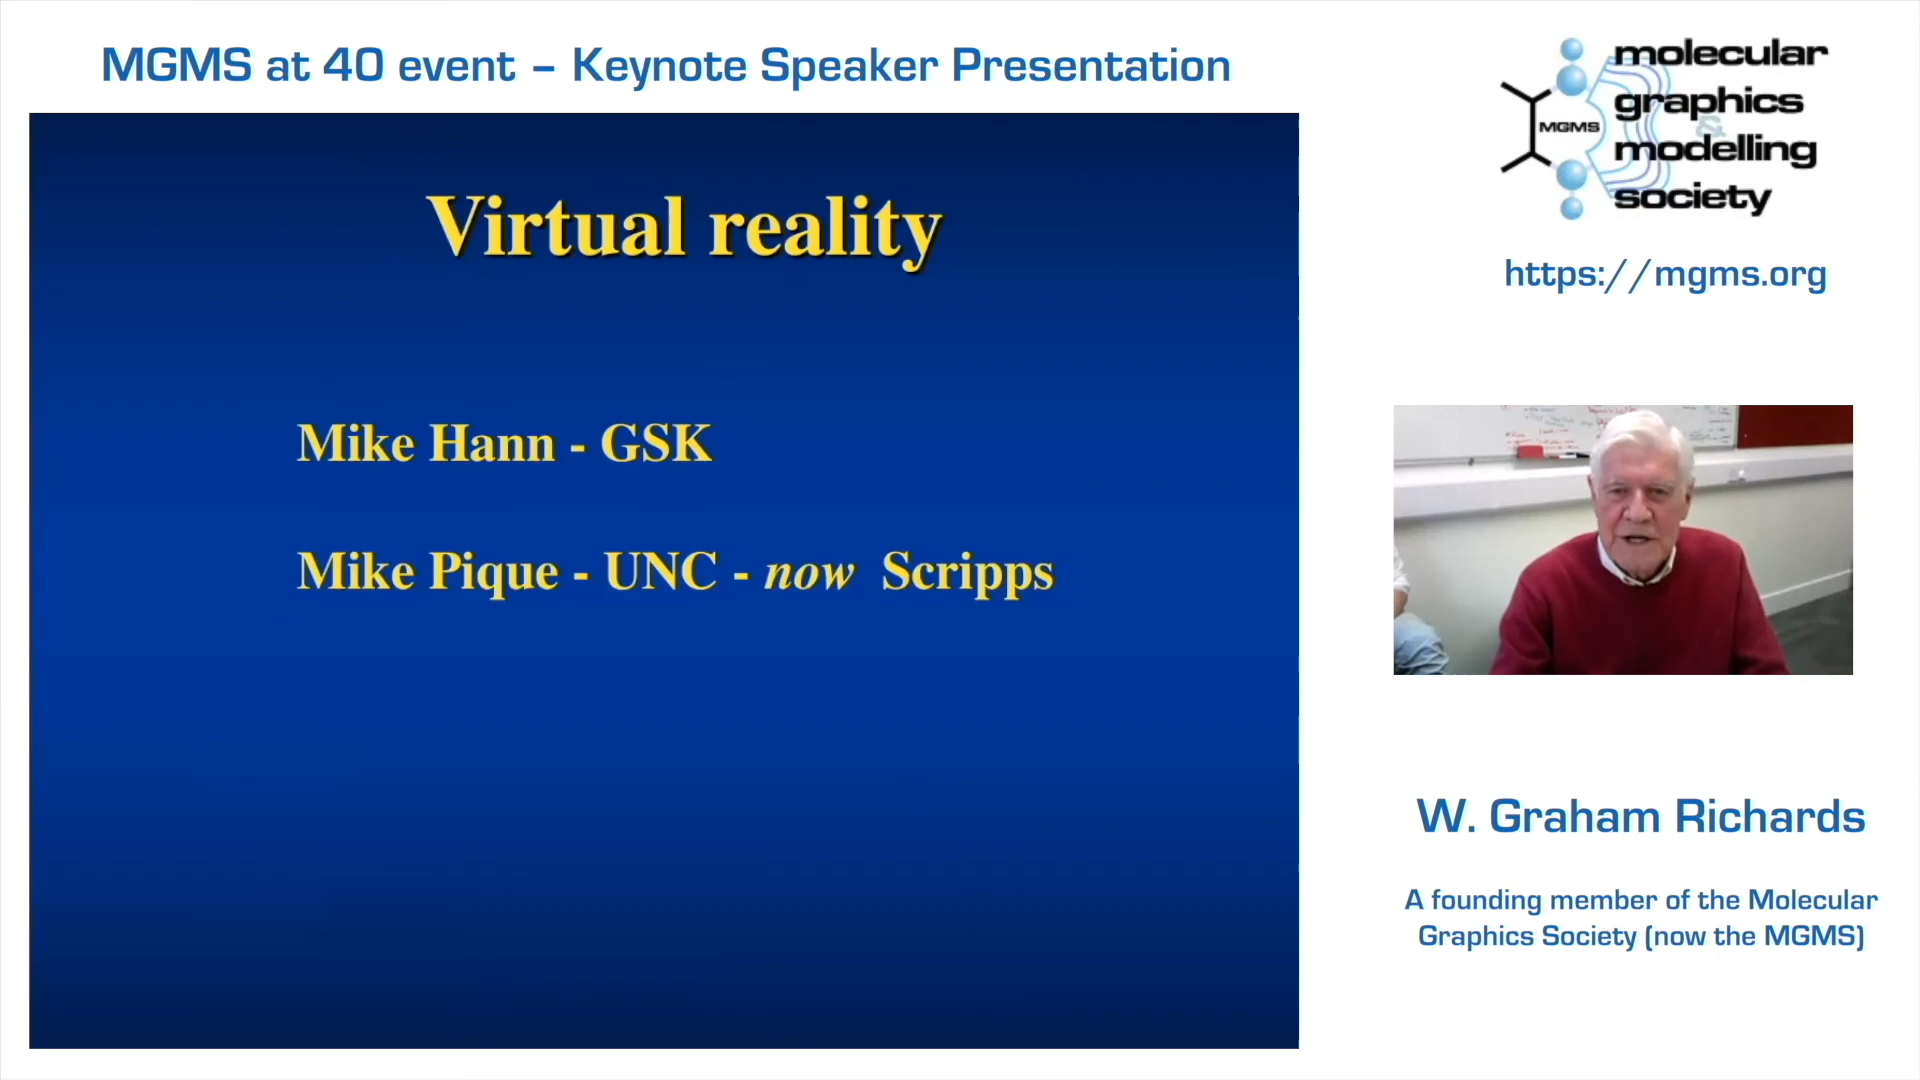 MGMS at 40 event – Keynote Speaker Presentation
Virtual reality
Mike Hann - GSK
Mike Pique - UNC - now Scripps
MGMS
molecular
graphics
&
modelling
society
https://mgms.org
W. Graham Richards
A founding member of the Molecular
Graphics Society (now the MGMS)